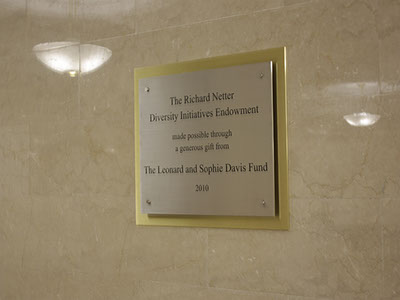 The Richard Netter
Diversity Initiatives Endowment
made possible through
a generous gift from
The Leonard and Sophie Davis Fund
2010